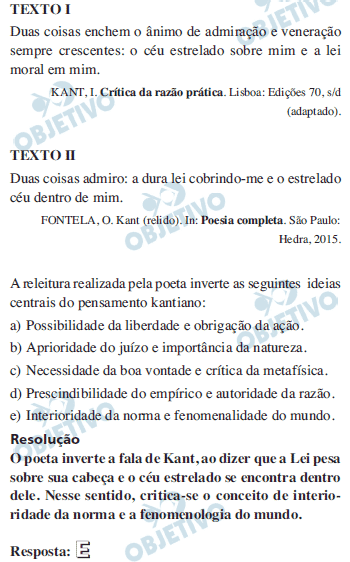 TEXTO I
Duas coisas enchem o ânimo de admiração e veneração
sempre crescentes: o céu estrelado sobre mim e a lei
moral em mim.
KANT, I. Crítica da razão prática. Lisboa: Edições 70, s/d
(adaptado).
TEXTO II
Duas coisas admiro: a dura lei cobrindo-me e o estrelado
céu dentro de mim.
FONTELA, O. Kant (relido). In: Poesia completa. São Paulo:
Hedra, 2015.
A releitura realizada pela poeta inverte as seguintes ideias
centrais do pensamento kantiano:
a) Possibilidade da liberdade e obrigação da ação.
b) Aprioridade do juízo e importância da natureza.
c) Necessidade da boa vontade e crítica da metafísica.
d) Prescindibilidade do empírico e autoridade da razão.
e) Interioridade da norma e fenomenalidade do mundo.
Resolução
O poeta inverte a fala de Kant, ao dizer que a Lei pesa
sobre sua cabeça e o céu estrelado se encontra dentro
dele. Nesse sentido, critica-se o conceito de interio-
ridade da norma e a fenomenologia do mundo.
Resposta: E
OBJETIVO
OBJETIVO
OBJETIVO
OBJETIVO
OBJETIVO
OBJETIVO